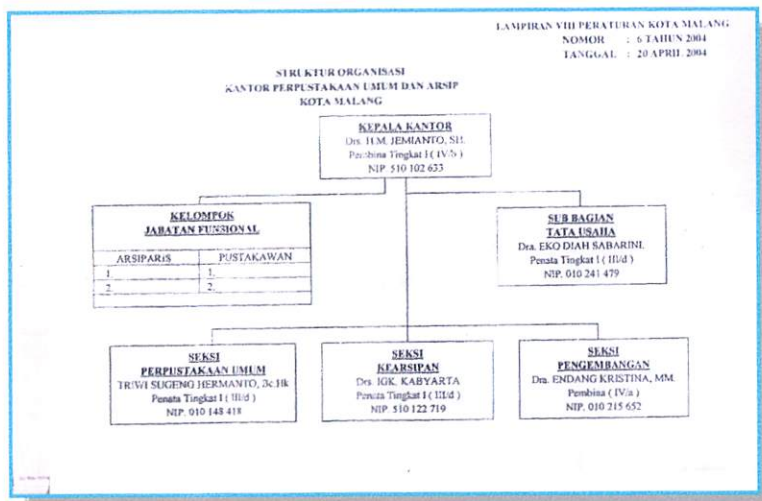 LAMPIRAN VIII PERATURAN KOTA MALANG
NOMOR : 6 TAHUN 2004
TANGGAL : 20 APRIL 2004
STRUKTUR ORGANISASI
KANTOR PERPUSTAKAAN UMUM DAN ARSIP
KOTA MALANG
KEPALA KANTOR
Drs. H.M. JEMIANTO, SH.
Pembina Tingkat I ( IV/b )
NIP. 510 102 633
KELOMPOK
JABATAN FUNSIONAL
ARSIPARIS PUSTAKAWAN
1. 1.
2. 2.
SUB BAGIAN
TATA USAHA
Dra. EKO DIAH SABARINI.
Penata Tingkat I ( III/d )
NIP. 010 241 479
SEKSI
PERPUSTAKAAN UMUM
TRIWI SUGENG HERMANTO, Bc.Hk
Penata Tingkat I ( III/d )
NIP. 010 148 418
SEKSI
KEARSIPAN
Drs. IGK. KABYARTA
Penata Tingkat I ( III/d )
NIP. 510 122 719
SEKSI
PENGEMBANGAN
Dra. ENDANG KRISTINA, MM.
Pembina ( IV/a )
NIP. 010 215 652